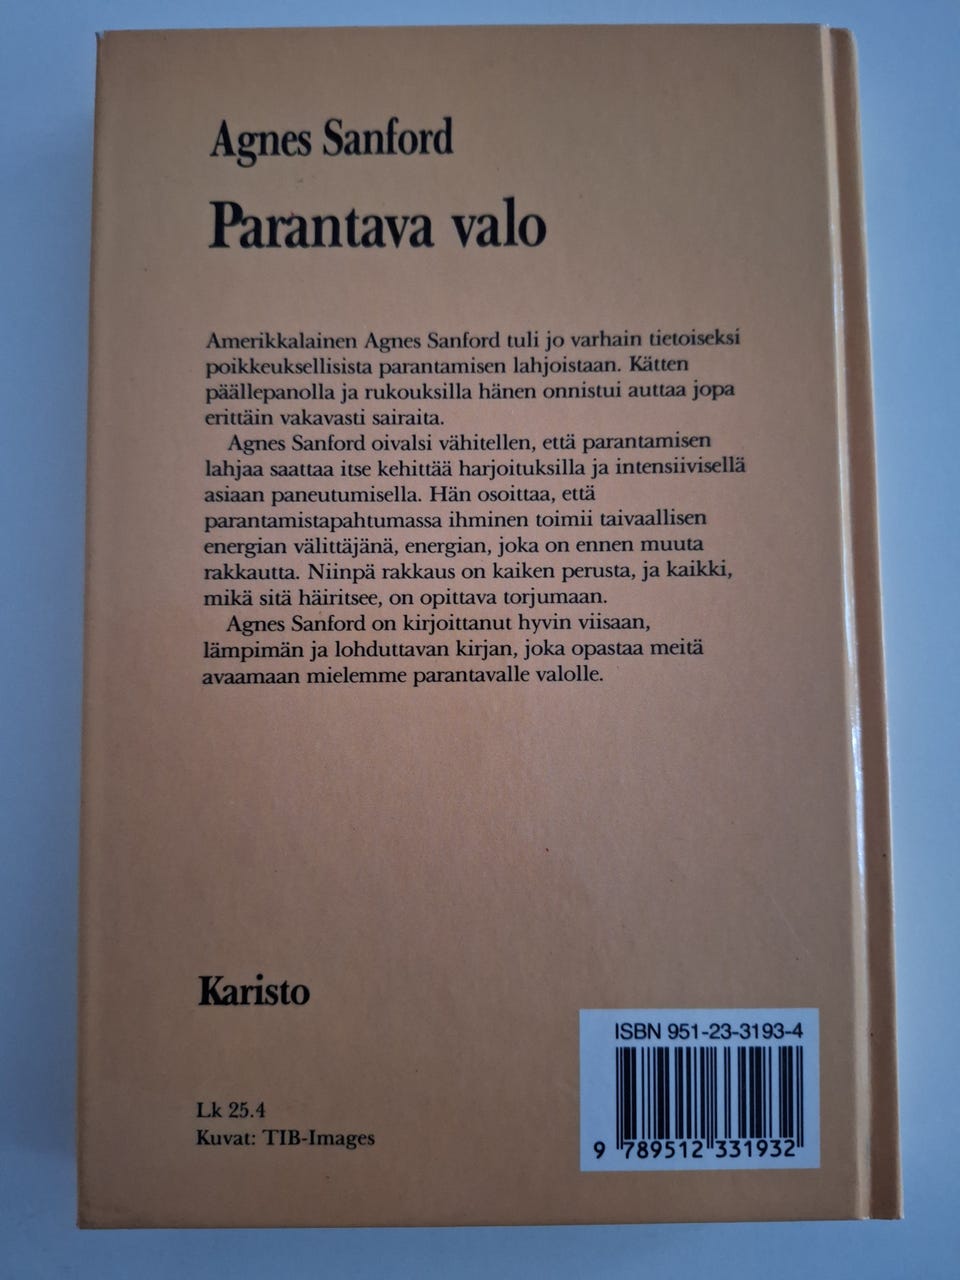 Agnes Sanford
Parantava valo
Amerikkalainen Agnes Sanford tuli jo varhain tietoiseksi
poikkeuksellisista parantamisen lahjoistaan. Kätten
päällepanolla ja rukouksilla hänen onnistui auttaa jopa
erittäin vakavasti sairaita.
Agnes Sanford oivalsi vähitellen, että parantamisen
lahjaa saattaa itse kehittää harjoituksilla ja intensiivisellä
asiaan paneutumisella. Hän osoittaa, että
parantamistapahtumassa ihminen toimii taivaallisen
energian välittäjänä, energian, joka on ennen muuta
rakkautta. Niinpä rakkaus on kaiken perusta, ja kaikki,
mikä sitä häiritsee, on opittava torjumaan.
Agnes Sanford on kirjoittanut hyvin viisaan,
lämpimän ja lohduttavan kirjan, joka opastaa meitä
avaamaan mielemme parantavalle valolle.
Karisto
Lk 25.4
Kuvat: TIB-Images
ISBN 951-23-3193-4
9 789512 331932